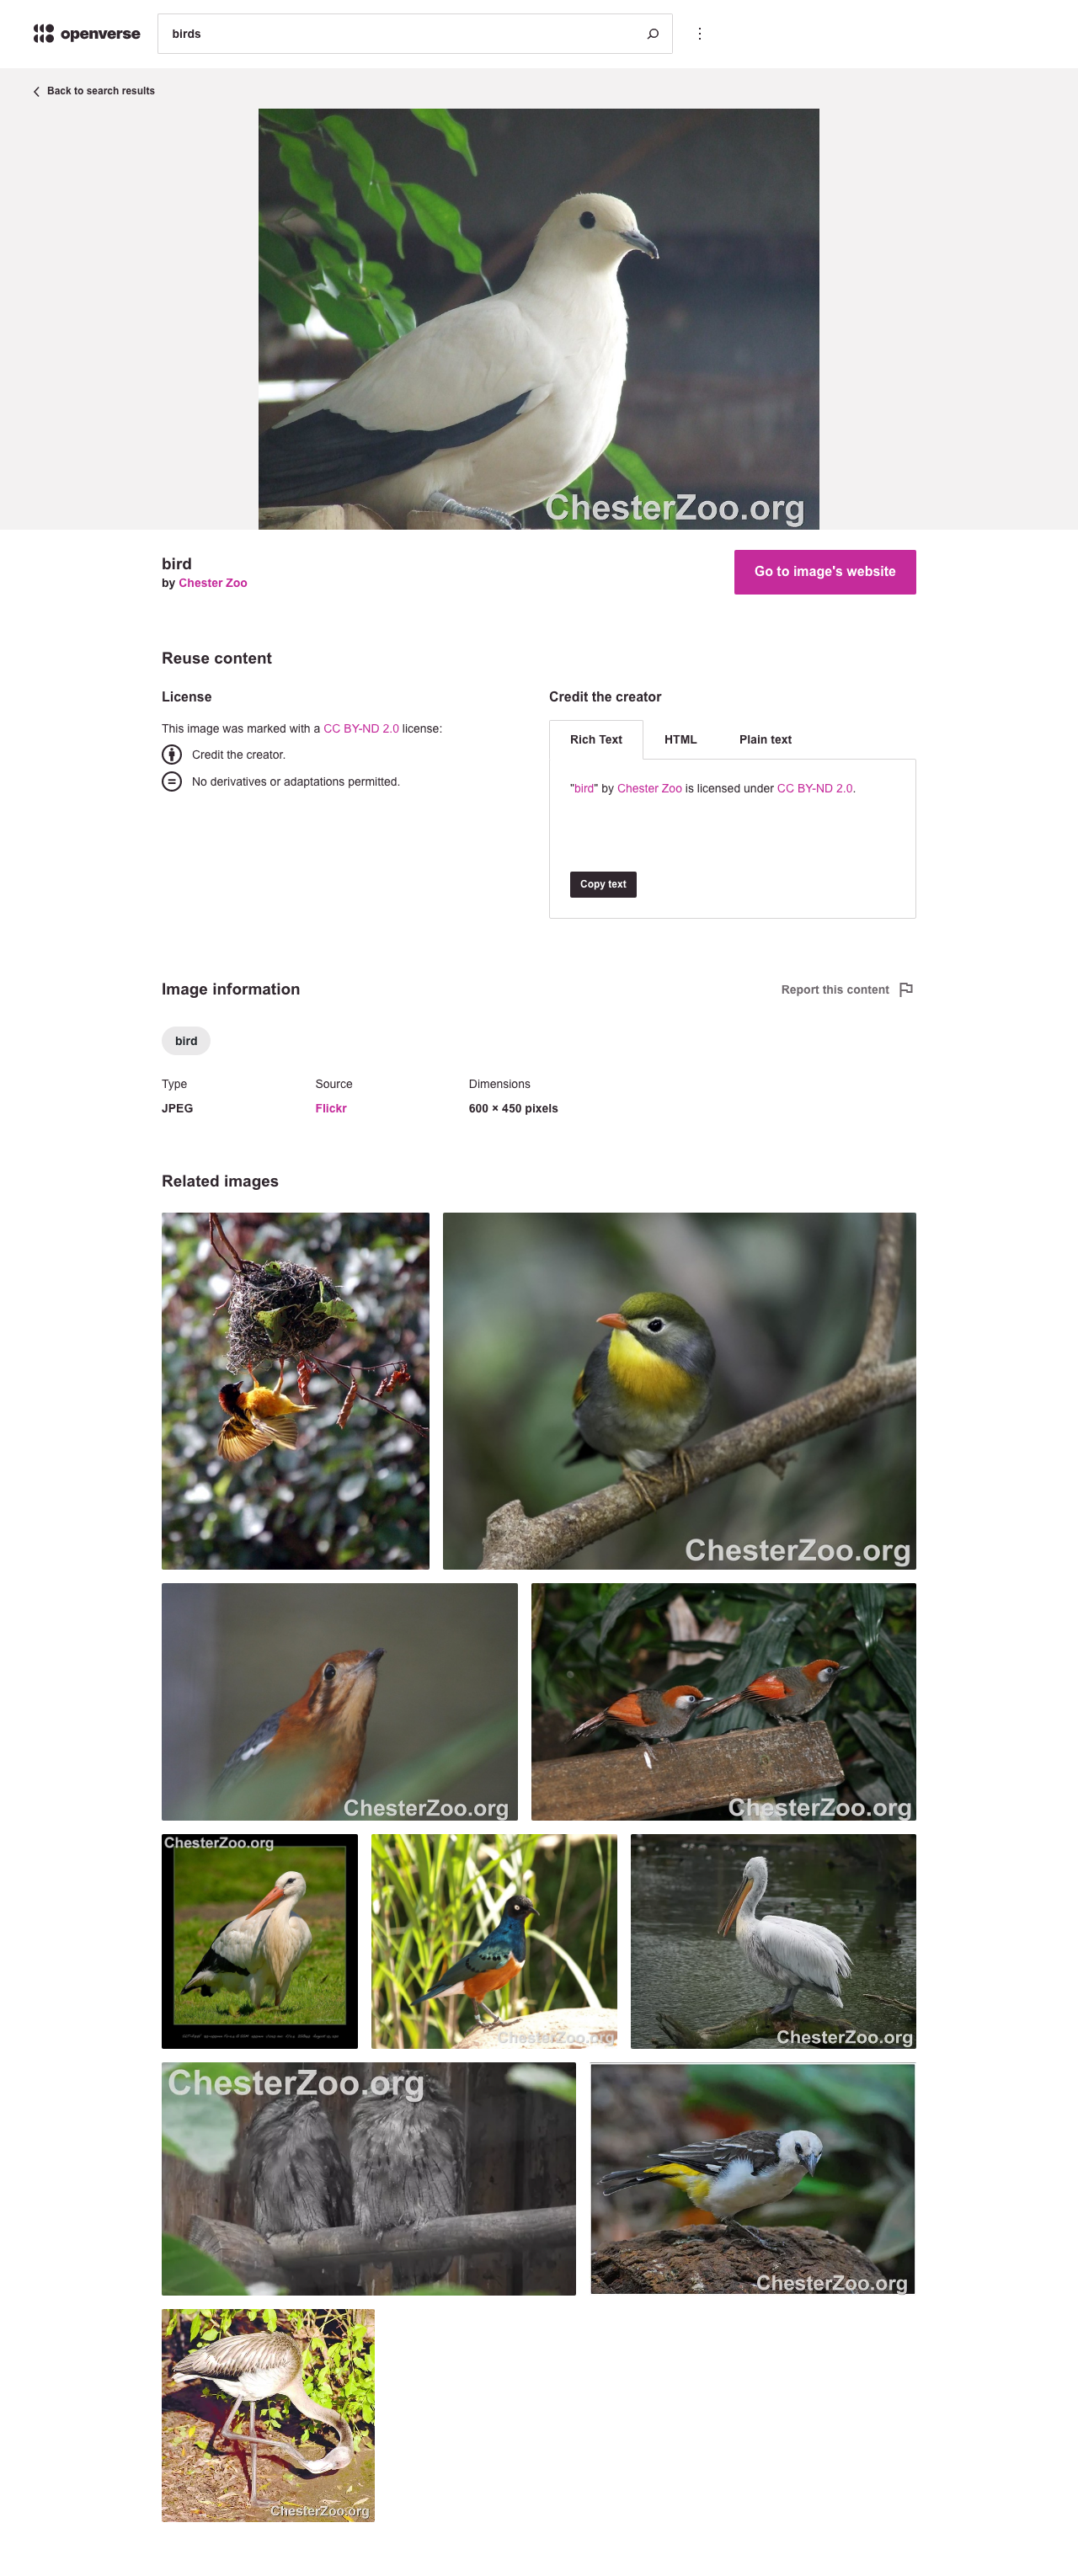 openverse
birds
Back to search results
ChesterZoo.org
bird
by Chester Zoo
Go to image's website
Reuse content
License
This image was marked with a CC BY-ND 2.0 license:
Credit the creator.
No derivatives or adaptations permitted.
Credit the creator
Rich Text HTML Plain text
"bird" by Chester Zoo is licensed under CC BY-ND 2.0.
Copy text
Image information
Report this content
bird
Type Source Dimensions
JPEG Flickr 600 × 450 pixels
Related images
ChesterZoo.org
ChesterZoo.org
ChesterZoo.org
ChesterZoo.org
ChesterZoo.org
ChesterZoo.org
ChesterZoo.org
ChesterZoo.org
ChesterZoo.org